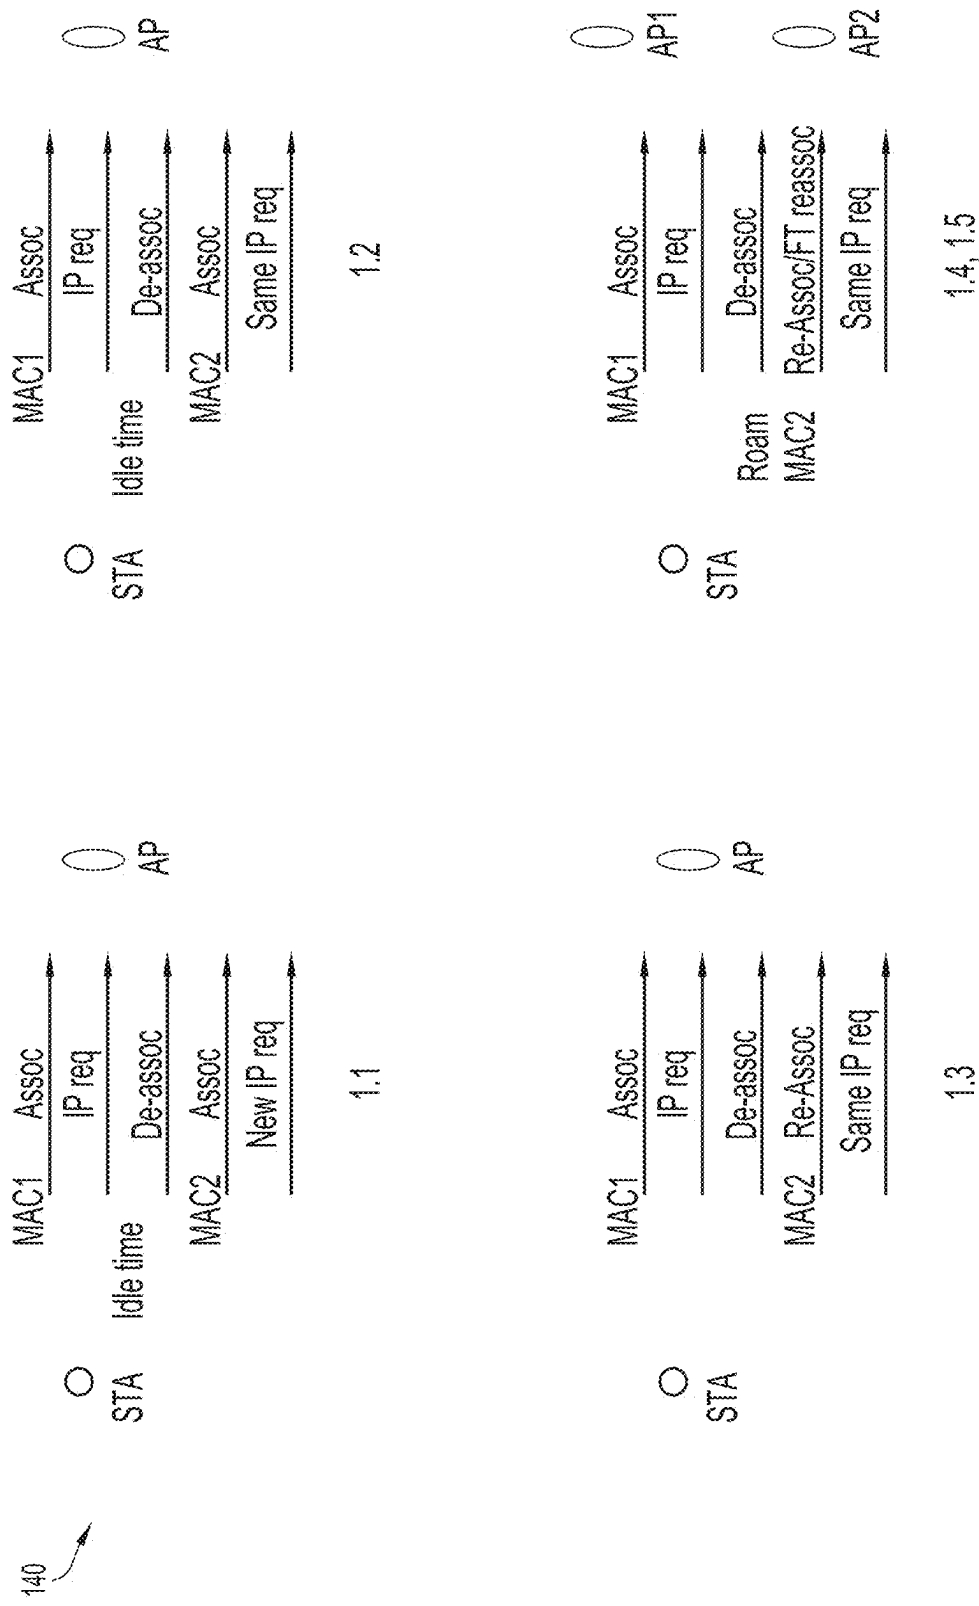 140
STA
Idle time
MAC1 Assoc
IP req
De-assoc
MAC2 Assoc
New IP req
AP
1.1
STA
Idle time
MAC1 Assoc
IP req
De-assoc
MAC2 Assoc
Same IP req
AP
1.2
STA
MAC1 Assoc
IP req
De-assoc
MAC2 Re-Assoc
Same IP req
AP
1.3
STA
MAC1 Assoc
IP req
Roam
De-assoc
MAC2 Re-Assoc/FT reassoc
Same IP req
AP1
AP2
1.4, 1.5